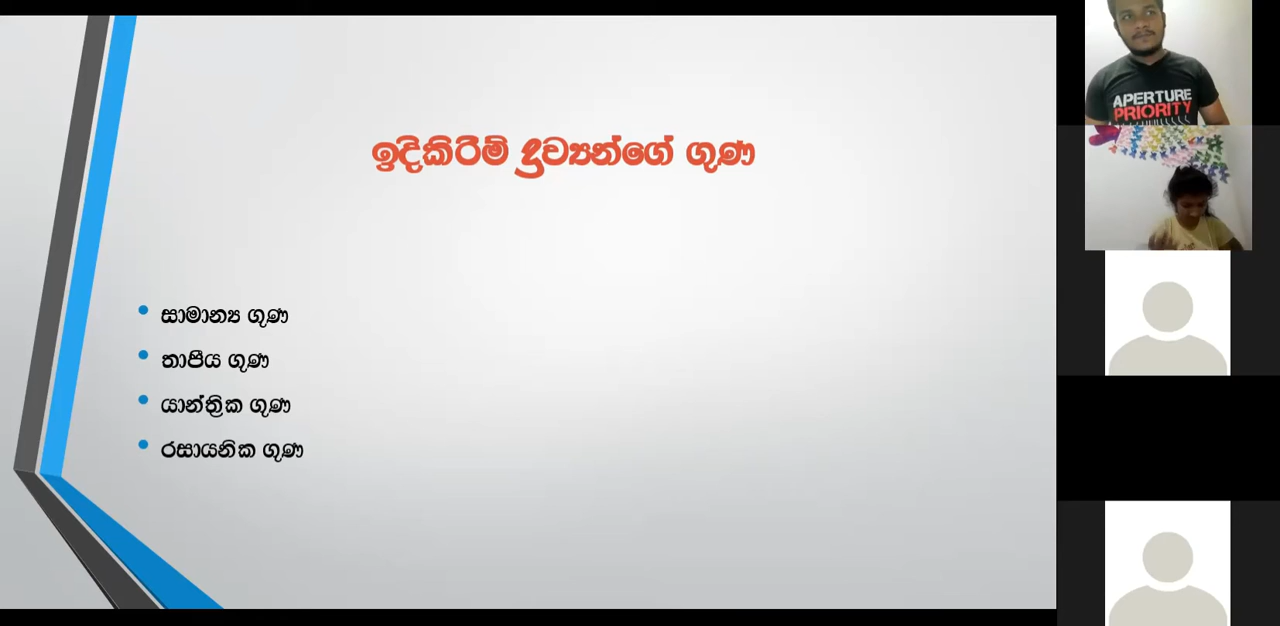 ඉදිකිරීම් ද්‍රව්‍යන්ගේ ගුණ
සාමාන්‍ය ගුණ
තාපීය ගුණ
යාන්ත්‍රික ගුණ
රසායනික ගුණ
APERTURE
PRIORITY